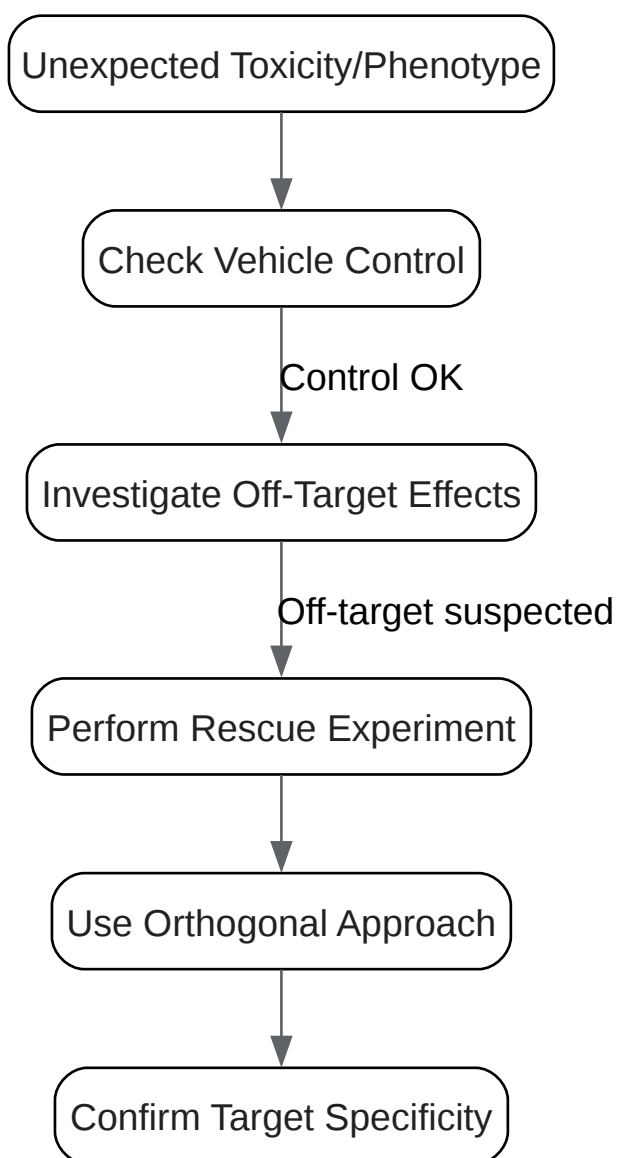 Unexpected Toxicity/Phenotype
Check Vehicle Control
Control OK
Investigate Off-Target Effects
Off-target suspected
Perform Rescue Experiment
Use Orthogonal Approach
Confirm Target Specificity